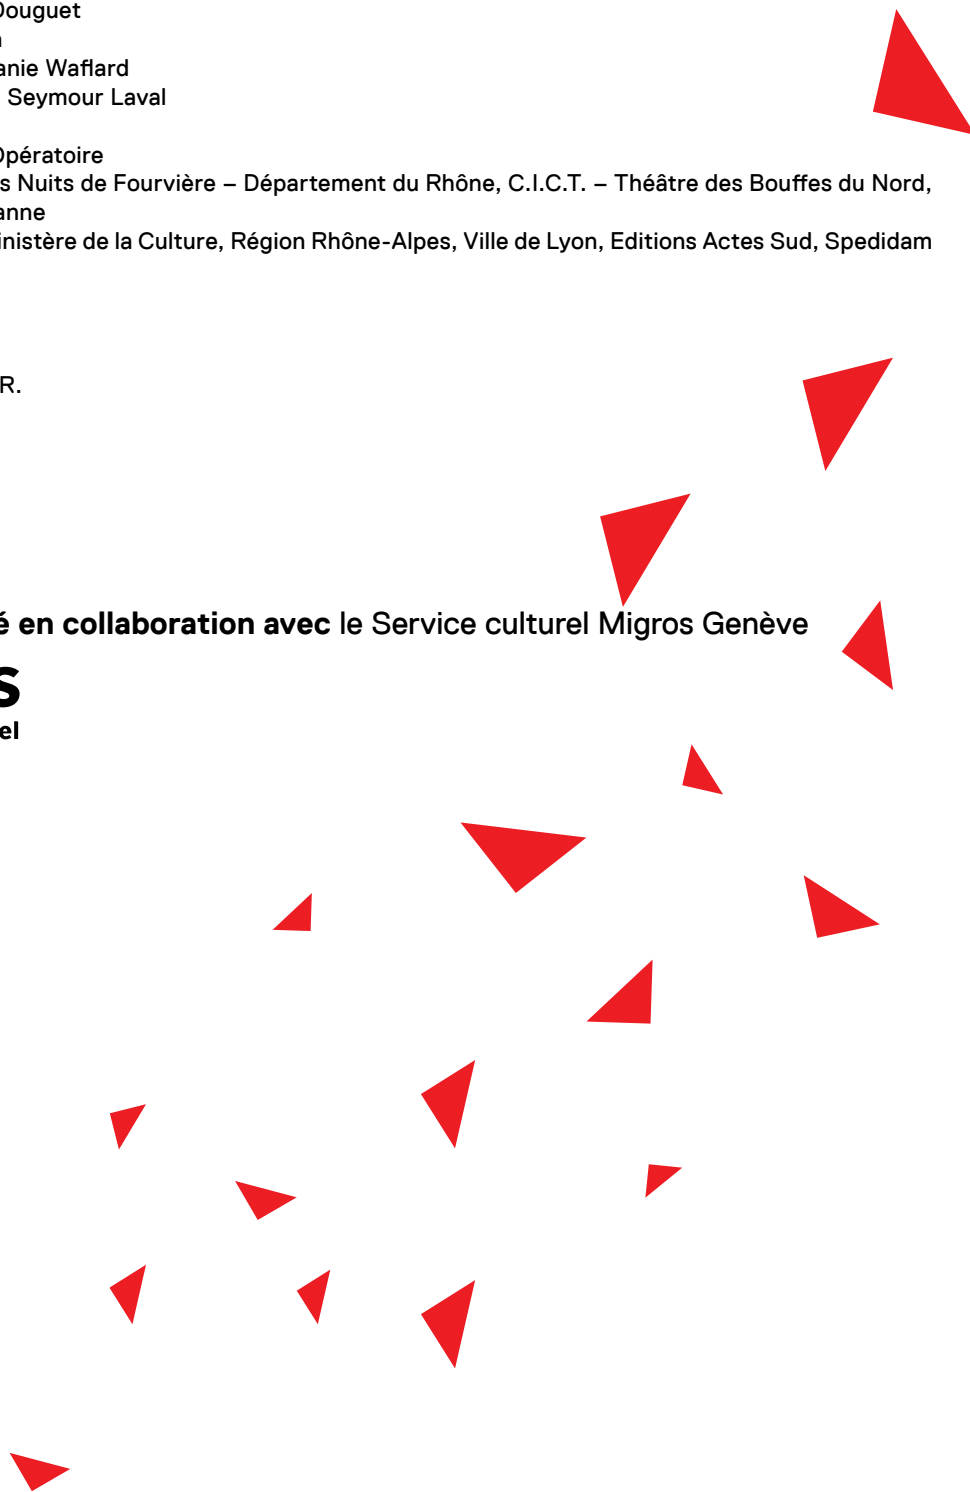 Douguet
anie Waflard
Seymour Laval
Opératoire
s Nuits de Fourvière – Département du Rhône, C.I.C.T. – Théâtre des Bouffes du Nord,
anne
inistère de la Culture, Région Rhône-Alpes, Ville de Lyon, Editions Actes Sud, Spedidam
R.
é en collaboration avec le Service culturel Migros Genève
s
el